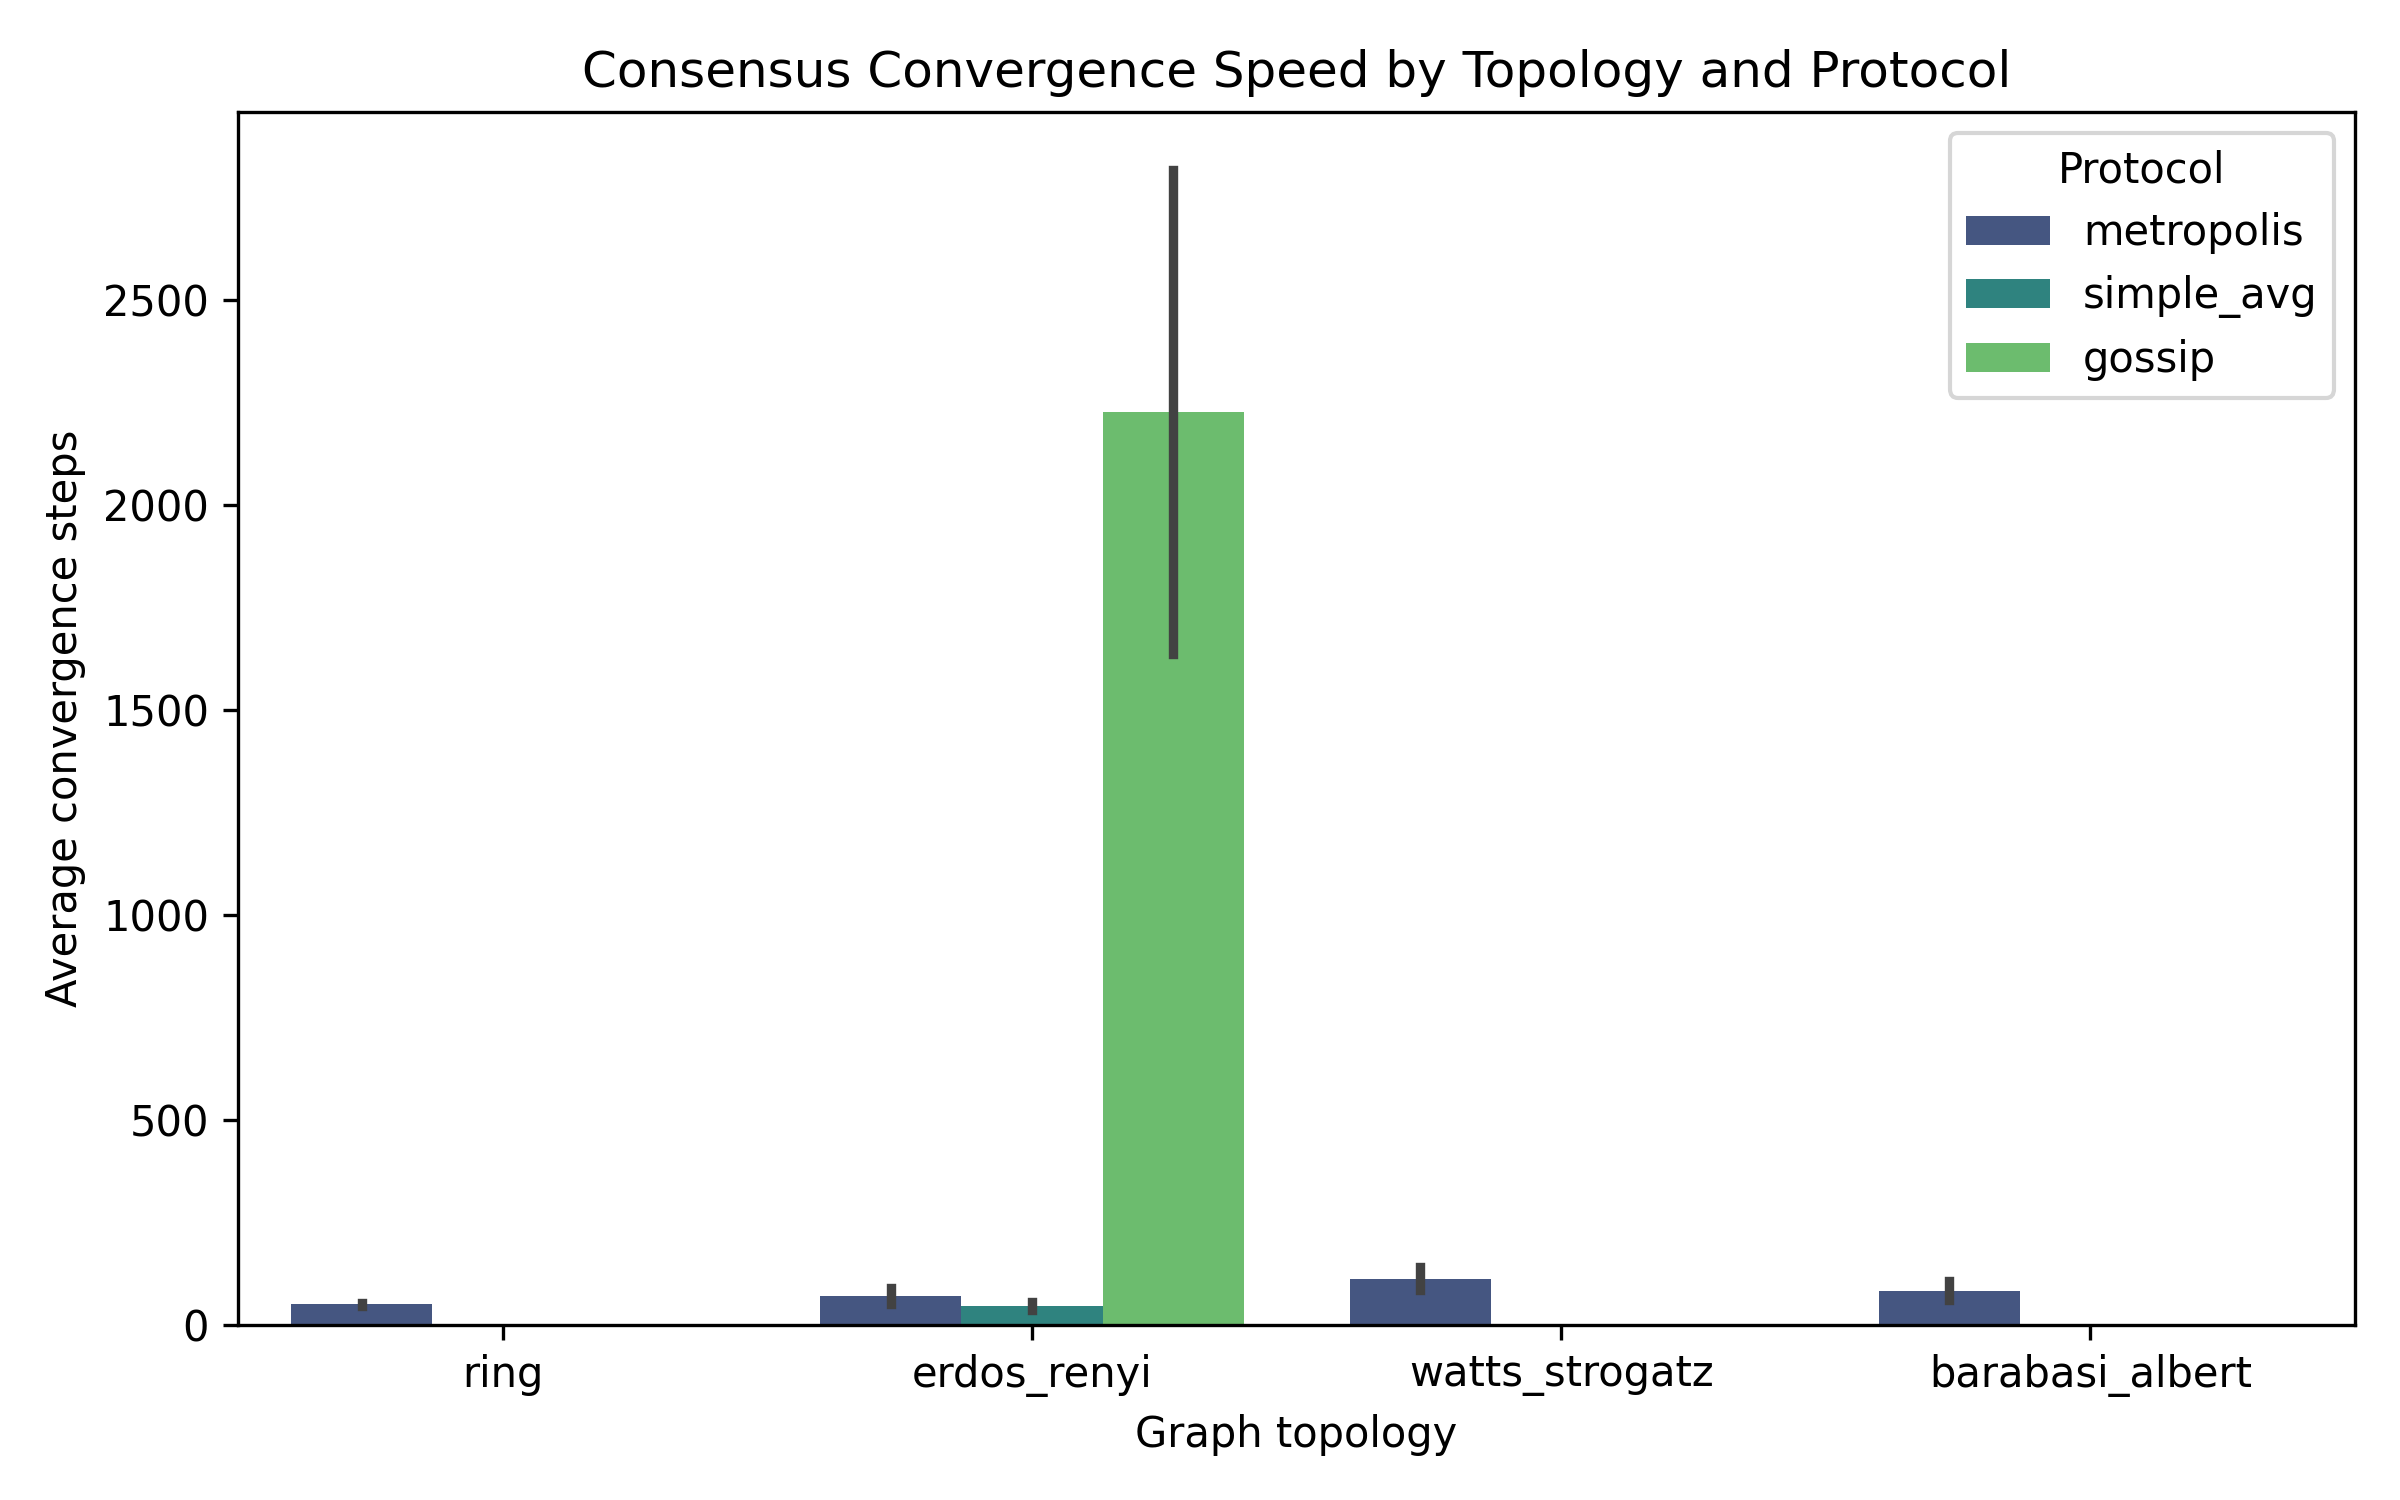 Consensus Convergence Speed by Topology and Protocol
Protocol
metropolis
simple_avg
gossip
Average convergence steps
2500
2000
1500
1000
500
0
ring
erdos_renyi
watts_strogatz
barabasi_albert
Graph topology